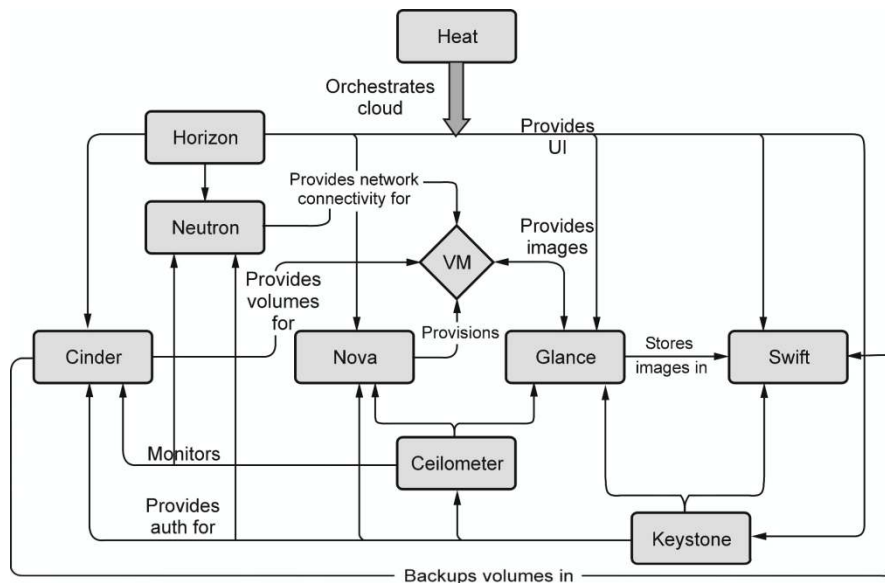 Heat
Orchestrates
cloud
Provides
UI
Horizon
Provides network
connectivity for
Neutron
Provides
images
VM
Provides
volumes
for
Provisions
Cinder
Nova
Glance
Stores
images in
Swift
Monitors
Ceilometer
Provides
auth for
Keystone
Backups volumes in